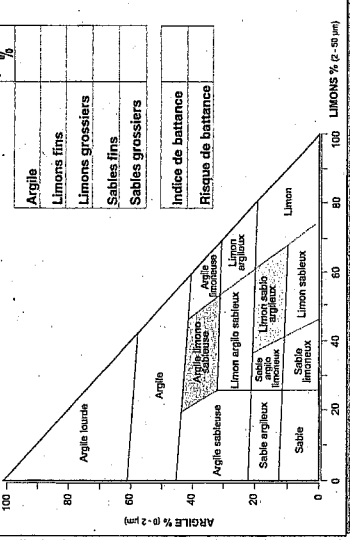 %
Argile
Limons fins
Limons grossiers
Sables fins
Sables grossiers
Indice de battance
Risque de battance
ARGILE % (0 - 2 µm)
100
80
60
40
20
0
Argile lourde
Argile
Argile sableuse
Argile limono
sableuse
Argile
limoneuse
Limon argilo sableux
Limon
argileux
Sable argileux
Sable
argilo
limoneux
Limon sablo
argileux
Sable
Sable
limoneux
Limon sableux
Limon
0
20
40
60
80
100
LIMONS % (2 - 50 µm)